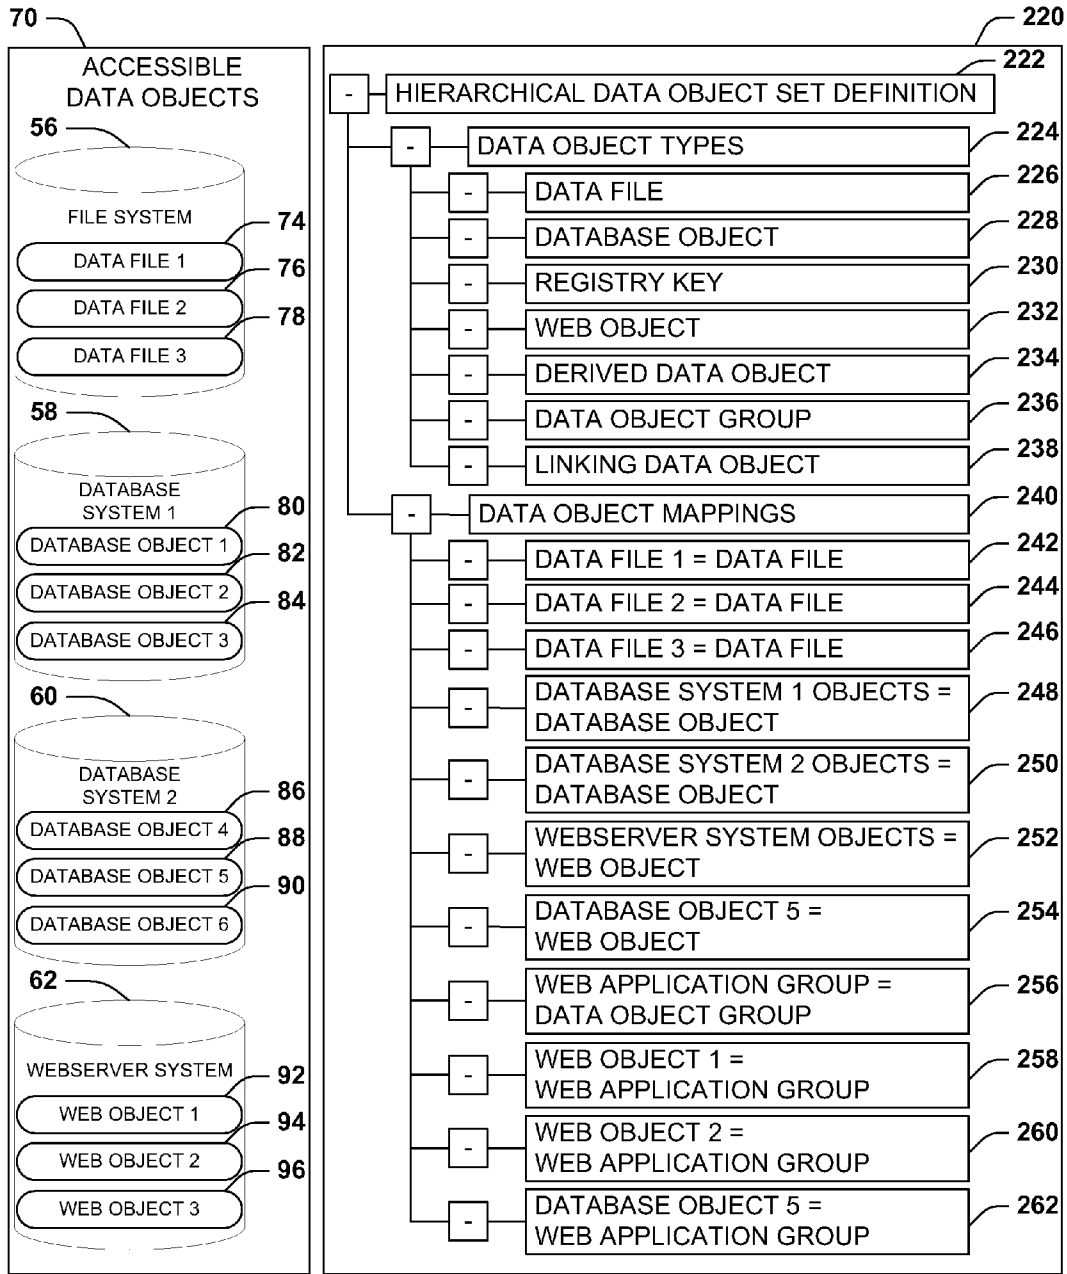 70
ACCESSIBLE
DATA OBJECTS
56
FILE SYSTEM
74
DATA FILE 1
76
DATA FILE 2
78
DATA FILE 3
58
DATABASE
SYSTEM 1
80
DATABASE OBJECT 1
82
DATABASE OBJECT 2
84
DATABASE OBJECT 3
60
DATABASE
SYSTEM 2
86
DATABASE OBJECT 4
88
DATABASE OBJECT 5
90
DATABASE OBJECT 6
62
WEBSERVER SYSTEM
92
WEB OBJECT 1
94
WEB OBJECT 2
96
WEB OBJECT 3
220
222
- HIERARCHICAL DATA OBJECT SET DEFINITION
- DATA OBJECT TYPES 224
- DATA FILE 226
- DATABASE OBJECT 228
- REGISTRY KEY 230
- WEB OBJECT 232
- DERIVED DATA OBJECT 234
- DATA OBJECT GROUP 236
- LINKING DATA OBJECT 238
- DATA OBJECT MAPPINGS 240
- DATA FILE 1 = DATA FILE 242
- DATA FILE 2 = DATA FILE 244
- DATA FILE 3 = DATA FILE 246
- DATABASE SYSTEM 1 OBJECTS = 248
DATABASE OBJECT
- DATABASE SYSTEM 2 OBJECTS = 250
DATABASE OBJECT
- WEBSERVER SYSTEM OBJECTS = 252
WEB OBJECT
- DATABASE OBJECT 5 = 254
WEB OBJECT
- WEB APPLICATION GROUP = 256
DATA OBJECT GROUP
- WEB OBJECT 1 = 258
WEB APPLICATION GROUP
- WEB OBJECT 2 = 260
WEB APPLICATION GROUP
- DATABASE OBJECT 5 = 262
WEB APPLICATION GROUP